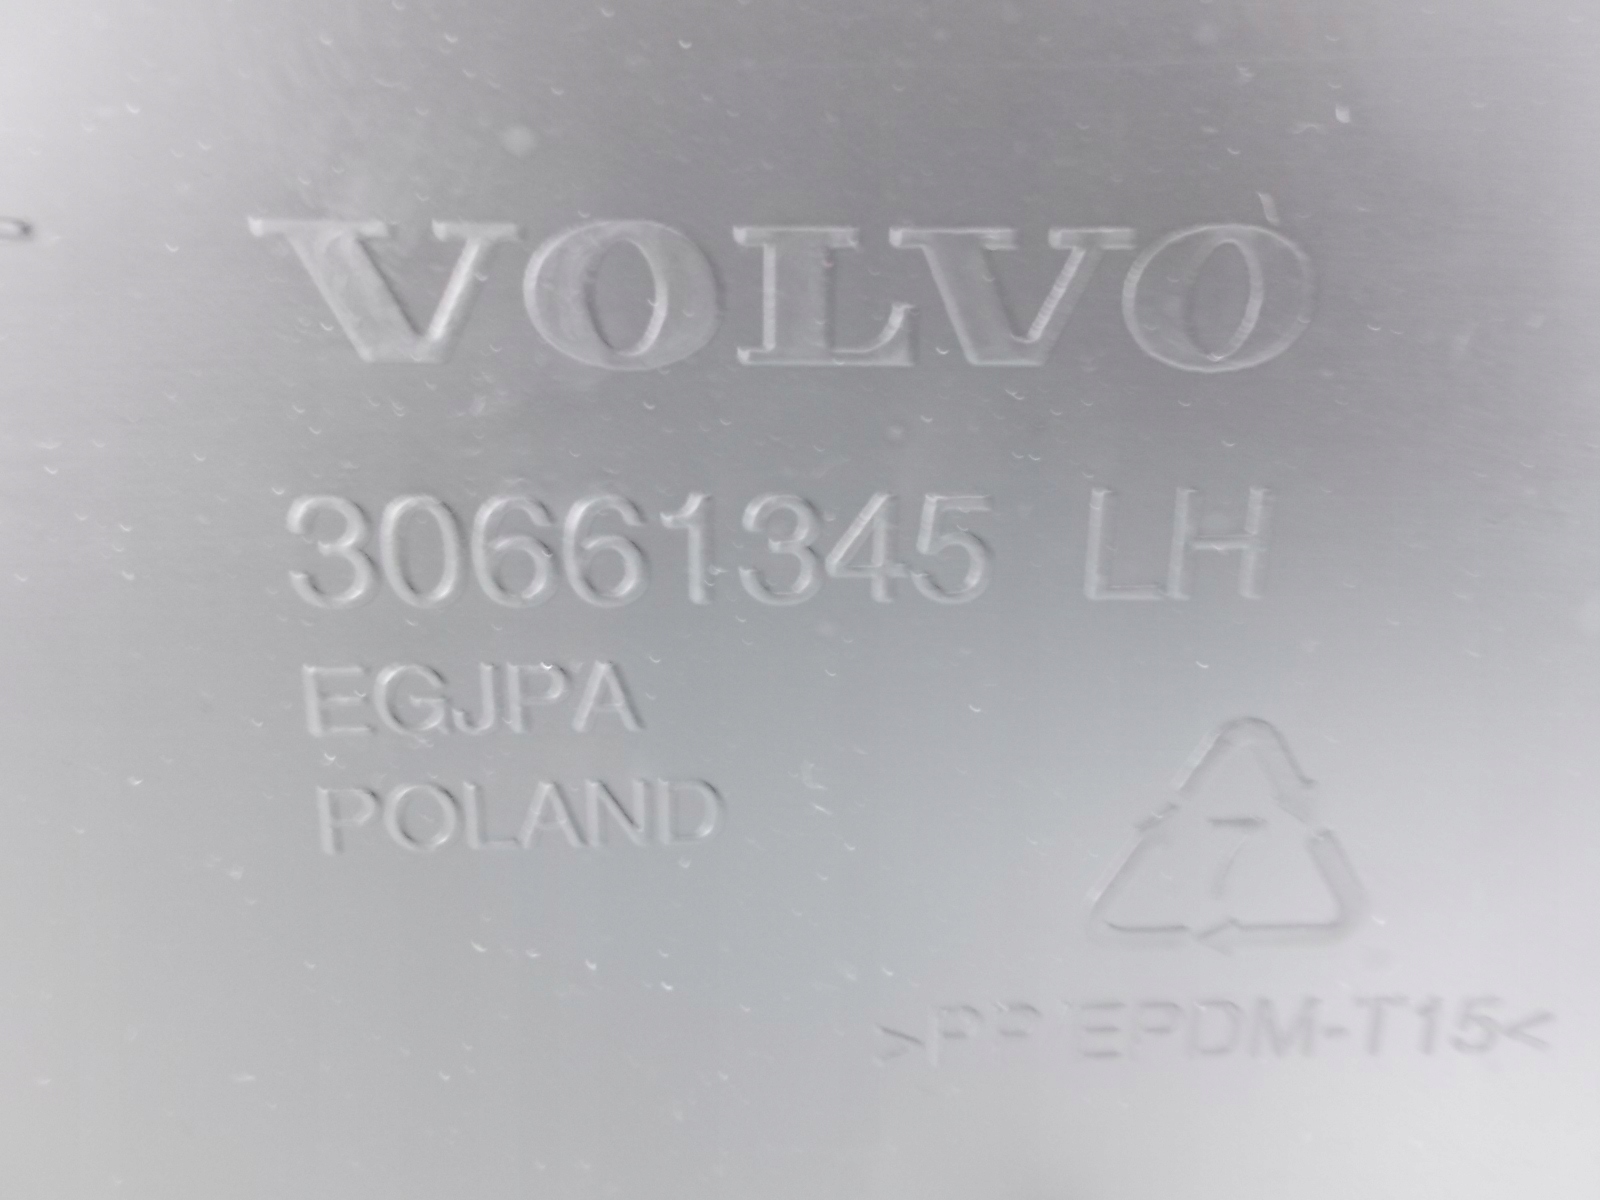 VOLVO
30661345 LH
EGJPA
POLAND
7
>PP/EPDM-T15<